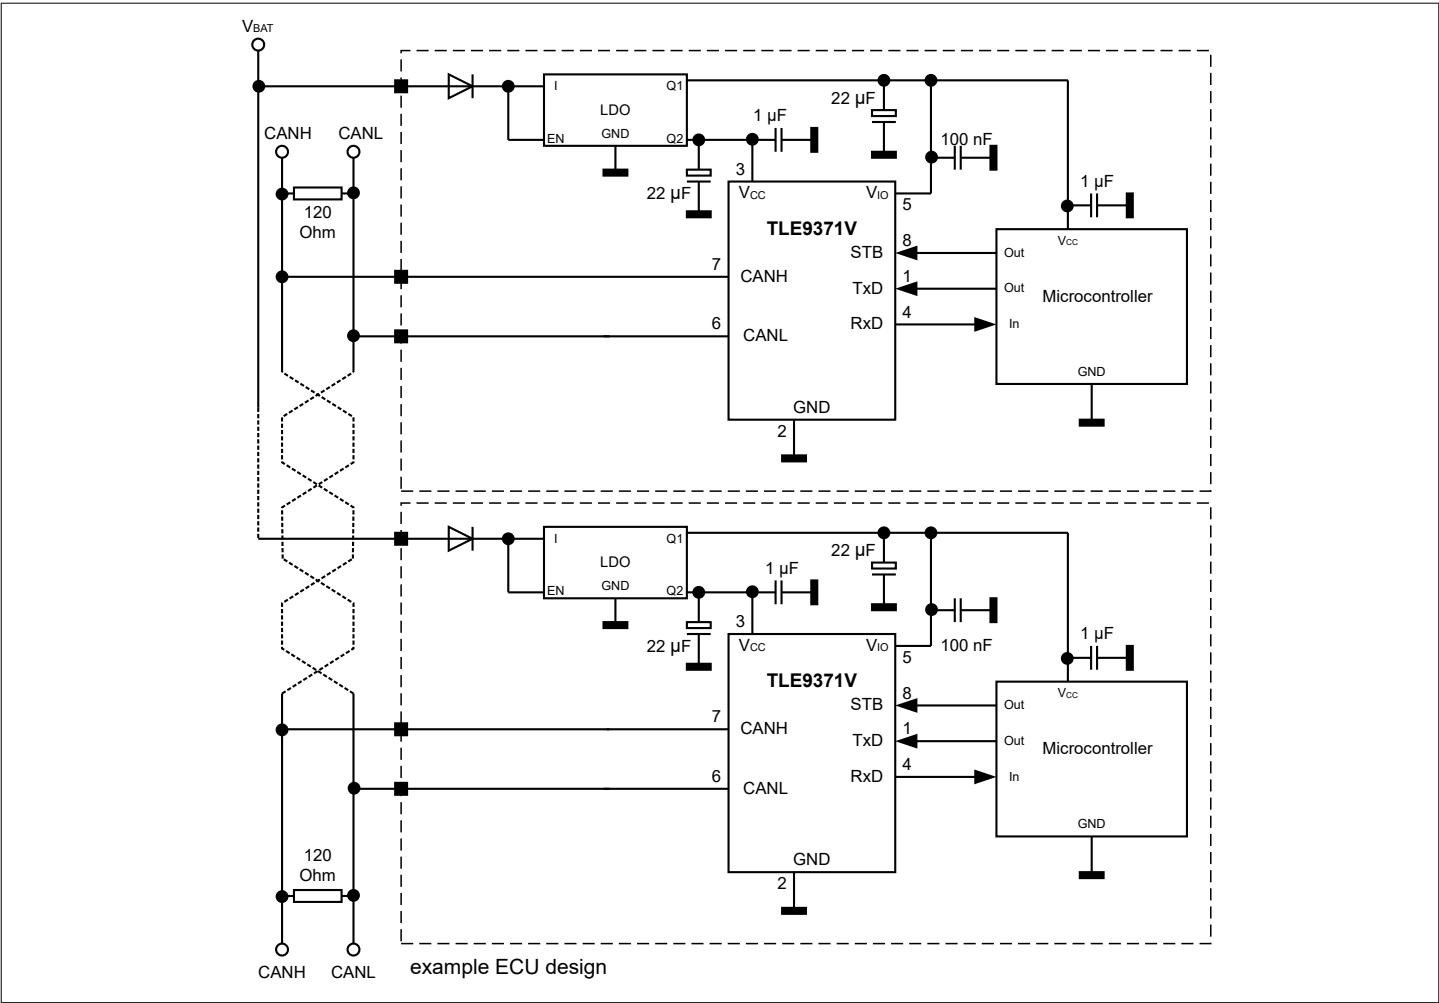 VBAT
CANH
CANL
120
Ohm
I
Q1
LDO
EN
GND
Q2
22 µF
1 µF
22 µF
100 nF
1 µF
3
VCC
VIO
5
TLE9371V
7
CANH
6
CANL
STB
8
TxD
1
RxD
4
GND
2
VCC
Out
Out
Microcontroller
In
GND
I
Q1
LDO
EN
GND
Q2
22 µF
1 µF
22 µF
100 nF
1 µF
3
VCC
VIO
5
TLE9371V
7
CANH
6
CANL
STB
8
TxD
1
RxD
4
GND
2
VCC
Out
Out
Microcontroller
In
GND
120
Ohm
CANH
CANL
example ECU design